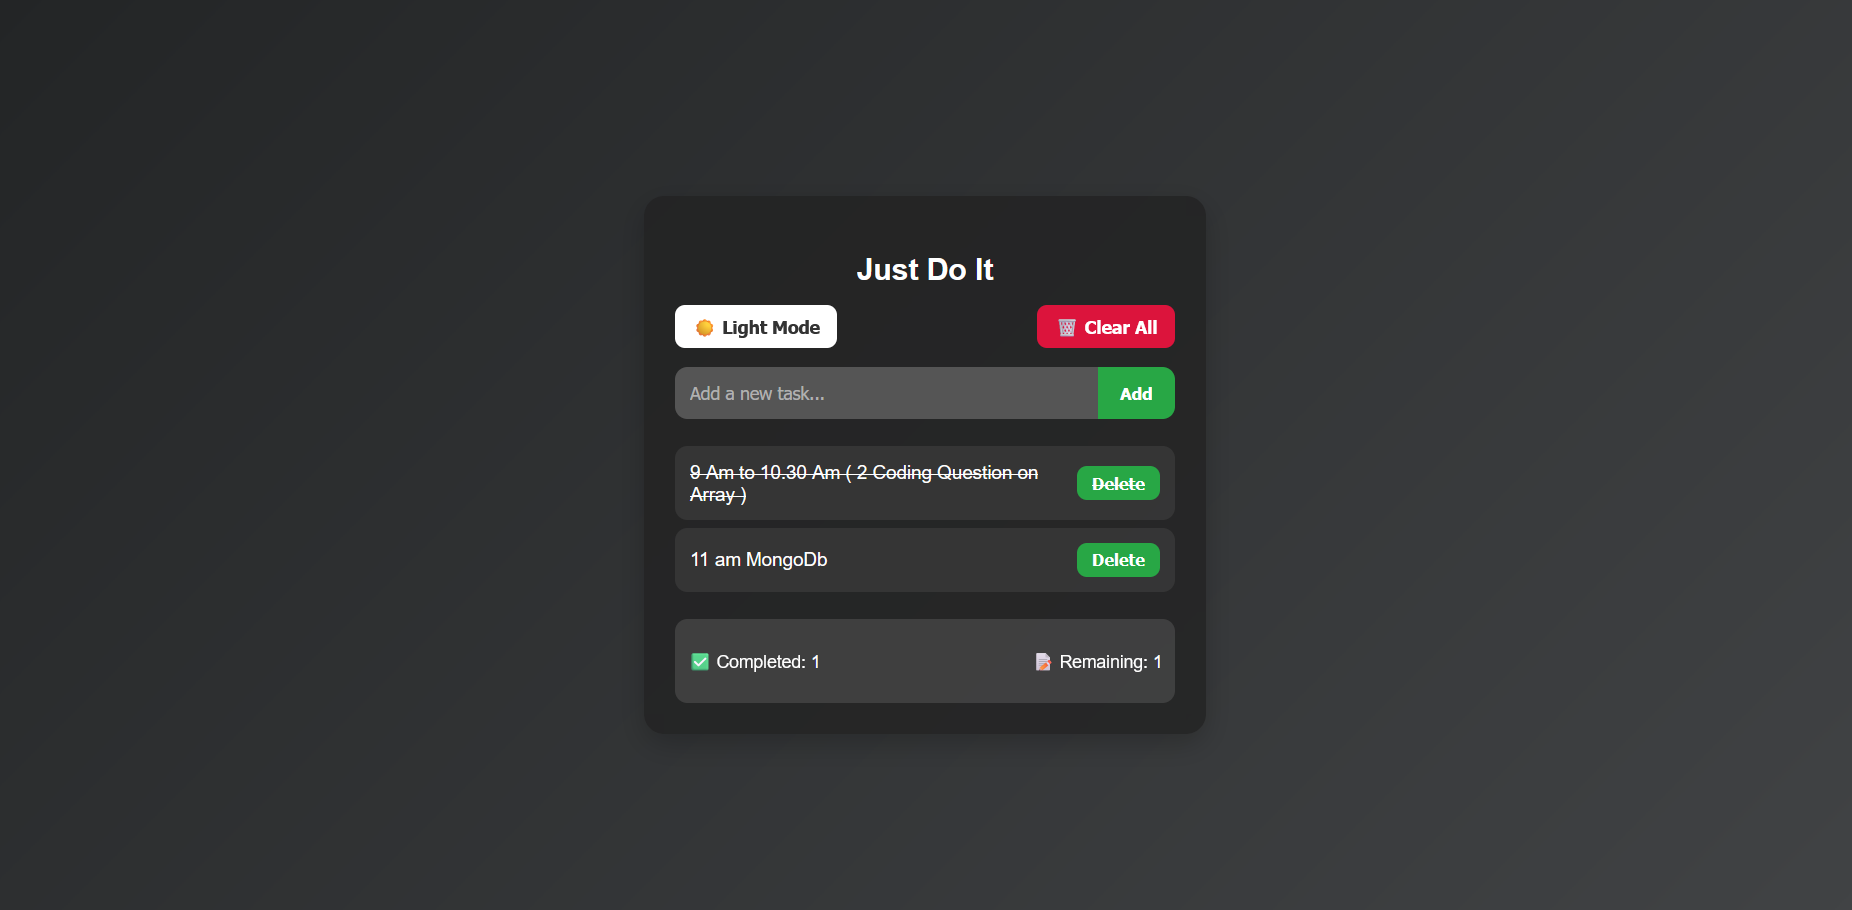 Just Do It
Light Mode
Clear All
Add a new task...
Add
9 Am to 10.30 Am ( 2 Coding Question on
Array )
Delete
11 am MongoDb
Delete
Completed: 1
Remaining: 1